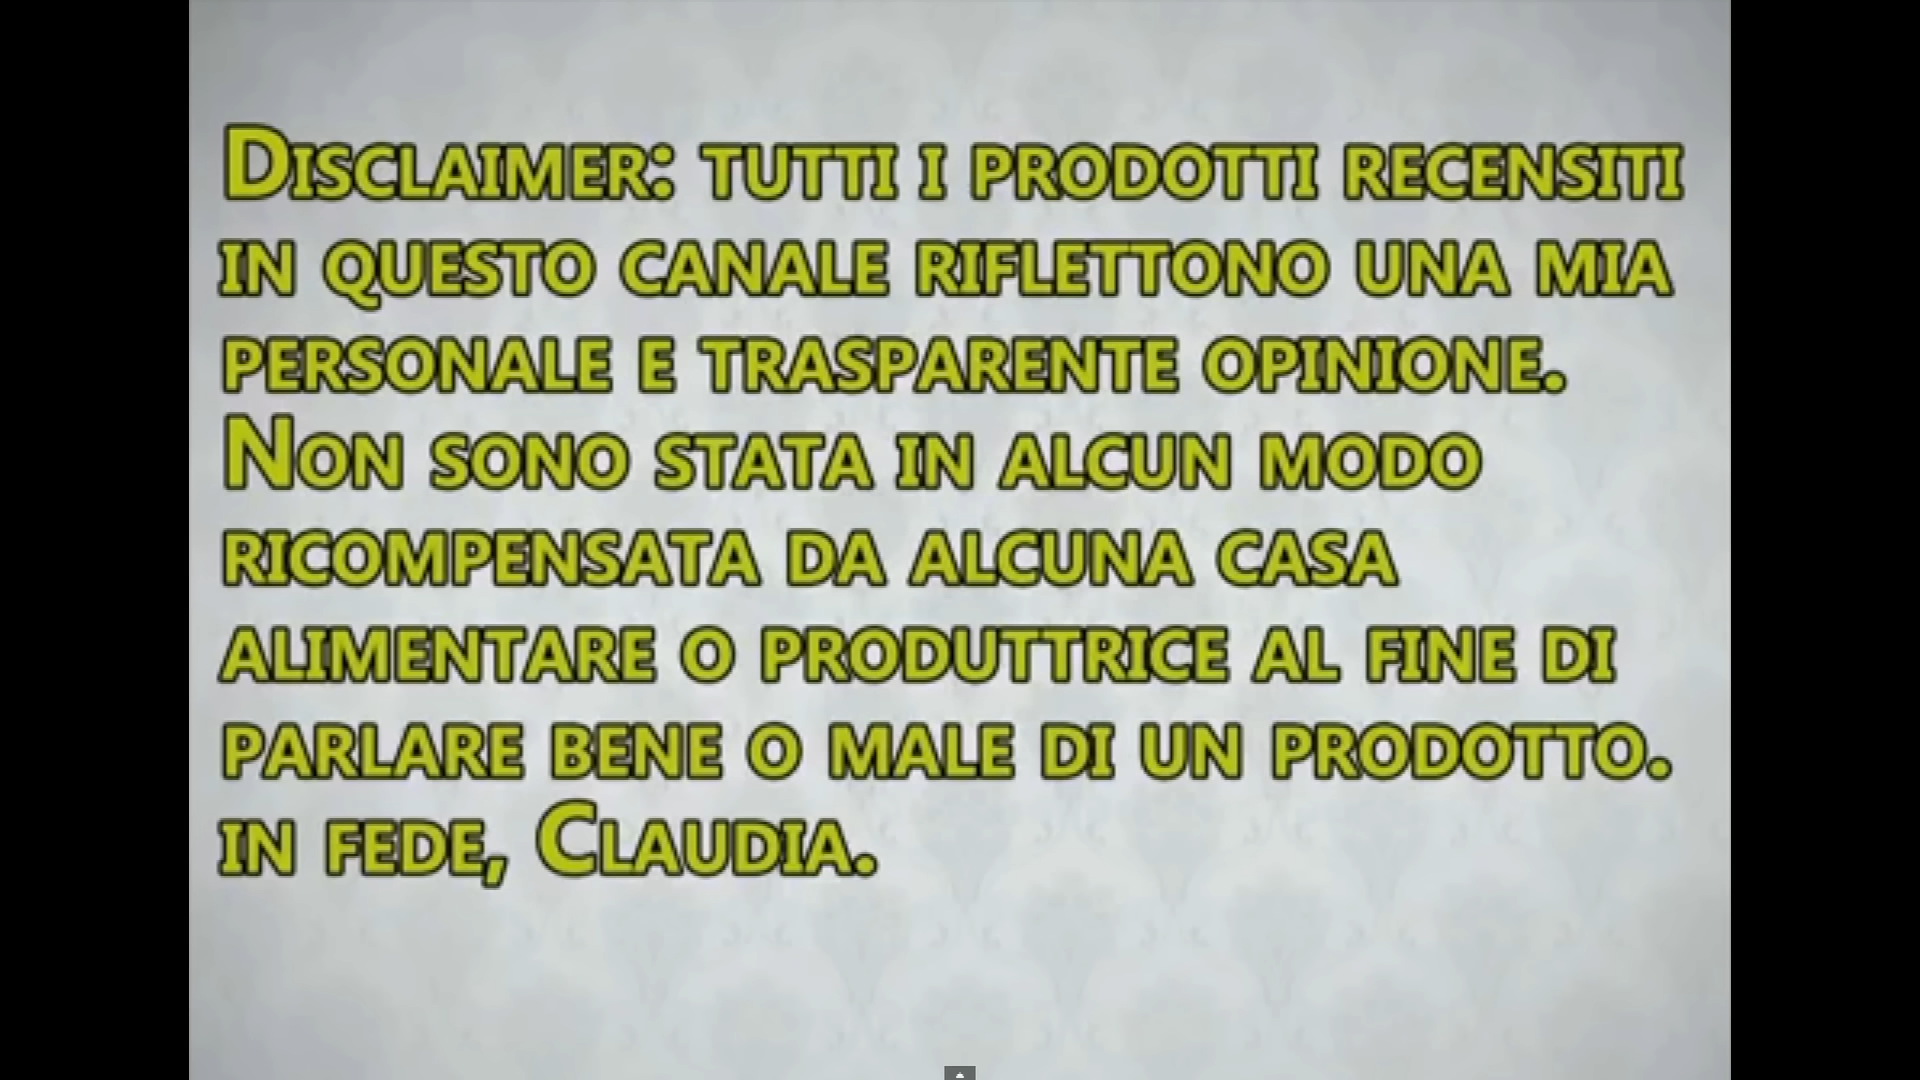 Disclaimer: tutti i prodotti recensiti
in questo canale riflettono una mia
personale e trasparente opinione.
Non sono stata in alcun modo
ricompensata da alcuna casa
alimentare o produttrice al fine di
parlare bene o male di un prodotto.
in fede, Claudia.